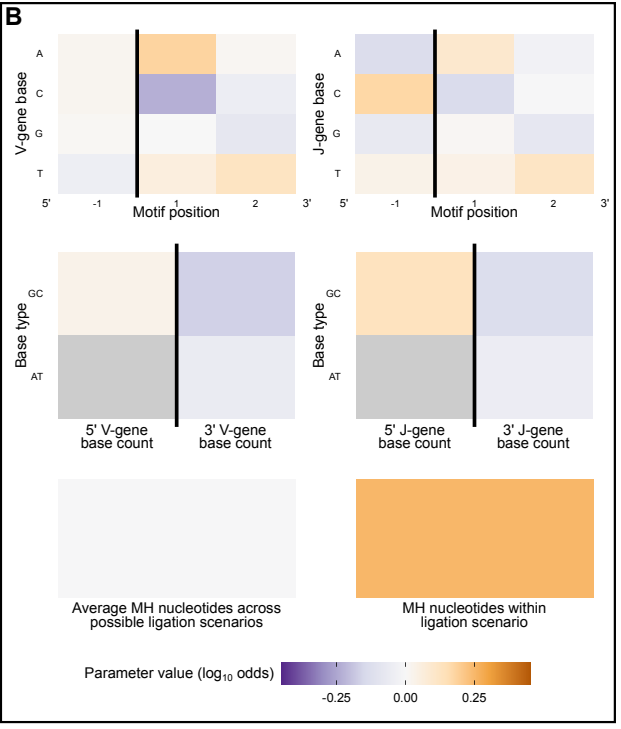 B
V-gene base
A
C
G
T
5'
-1
1
2
3'
Motif position
J-gene base
A
C
G
T
5'
-1
1
2
3'
Motif position
Base type
GC
AT
5' V-gene
base count
3' V-gene
base count
Base type
GC
AT
5' J-gene
base count
3' J-gene
base count
Average MH nucleotides across
possible ligation scenarios
MH nucleotides within
ligation scenario
Parameter value (log₁₀ odds)
-0.25
0.00
0.25